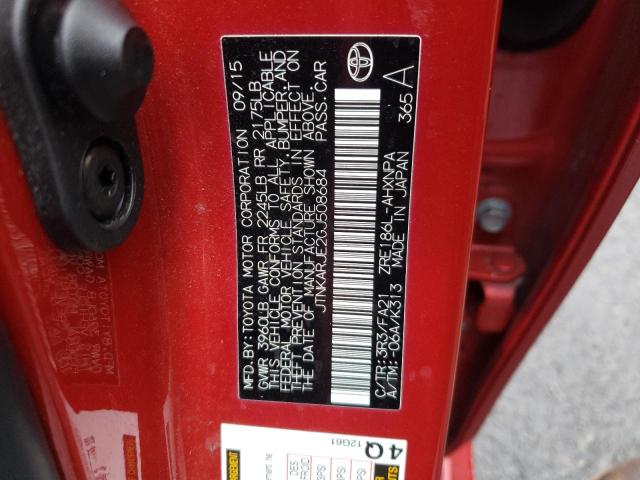 MFD.BY: TOYOTA MOTOR CORPORATION 09/15
GVWR 3960LB GAWR FR 2245LB RR 2175LB
THIS VEHICLE CONFORMS TO ALL APPLICABLE
FEDERAL MOTOR VEHICLE SAFETY, BUMPER, AND
THEFT PREVENTION STANDARDS IN EFFECT ON
THE DATE OF MANUFACTURE SHOWN ABOVE.
JTNKARJE2GJ508684 PASS.CAR
C/TR:3R3/FA21 ZRE186L-AHXNPA 365 A
A/TM:-06A/K313 MADE IN JAPAN
4Q
12G61